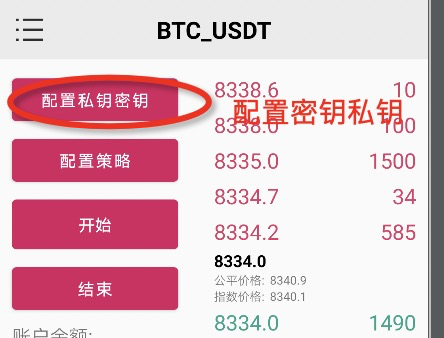 BTC_USDT
配置私钥密钥
8338.6 10
配置密钥私钥
8338.0 100
配置策略
8335.0 1500
8334.7 34
开始
8334.2 585
8334.0
公平价格: 8340.9
指数价格: 8340.1
结束
8334.0 1490
账户金额: